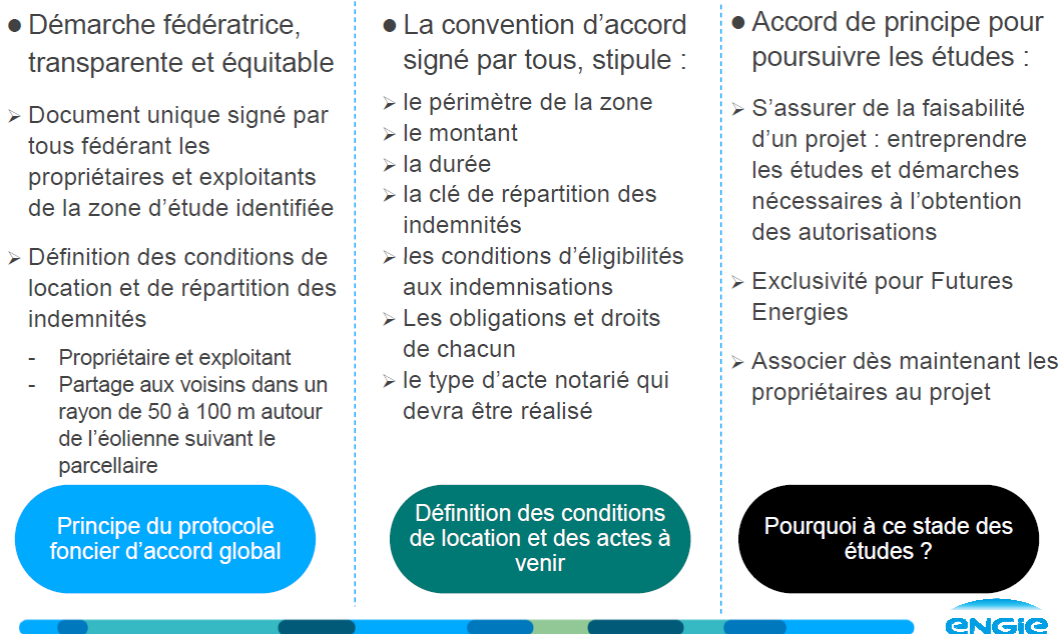 ● Démarche fédératrice,
transparente et équitable
➢ Document unique signé par
tous fédérant les
propriétaires et exploitants
de la zone d’étude identifiée
➢ Définition des conditions de
location et de répartition des
indemnités
- Propriétaire et exploitant
- Partage aux voisins dans un
rayon de 50 à 100 m autour
de l’éolienne suivant le
parcellaire
Principe du protocole
foncier d’accord global
● La convention d’accord
signé par tous, stipule :
➢ le périmètre de la zone
➢ le montant
➢ la durée
➢ la clé de répartition des
indemnités
➢ les conditions d’éligibilités
aux indemnisations
➢ Les obligations et droits
de chacun
➢ le type d’acte notarié qui
devra être réalisé
Définition des conditions
de location et des actes à
venir
● Accord de principe pour
poursuivre les études :
➢ S’assurer de la faisabilité
d’un projet : entreprendre
les études et démarches
nécessaires à l’obtention
des autorisations
➢ Exclusivité pour Futures
Energies
➢ Associer dès maintenant les
propriétaires au projet
Pourquoi à ce stade des
études ?
ENGIE